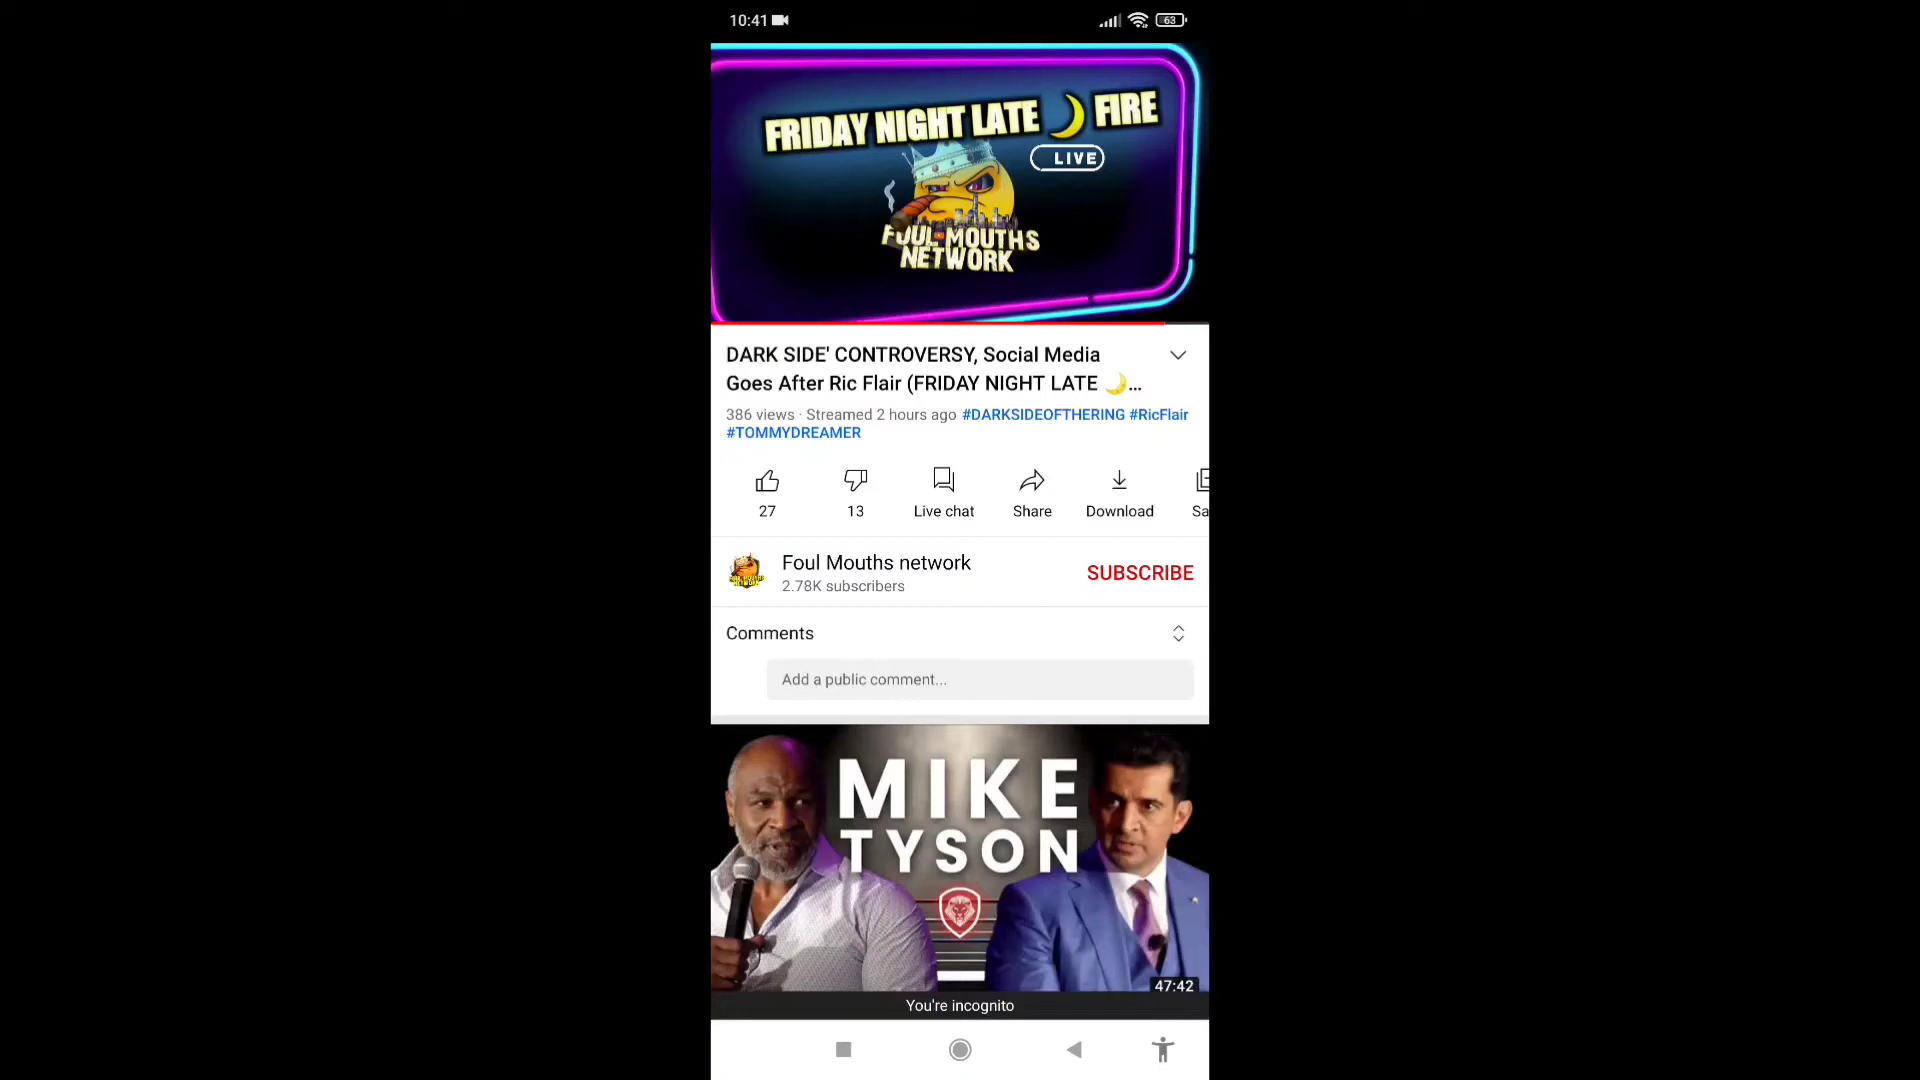 10:41
63
FRIDAY NIGHT LATE 🌙 FIRE
LIVE
FOUL MOUTHS
NETWORK
DARK SIDE' CONTROVERSY, Social Media
Goes After Ric Flair (FRIDAY NIGHT LATE 🌙...
386 views · Streamed 2 hours ago #DARKSIDEOFTHERING #RicFlair
#TOMMYDREAMER
27
13
Live chat
Share
Download
Sa
Foul Mouths network
2.78K subscribers
SUBSCRIBE
Comments
Add a public comment...
MIKE
TYSON
47:42
You're incognito